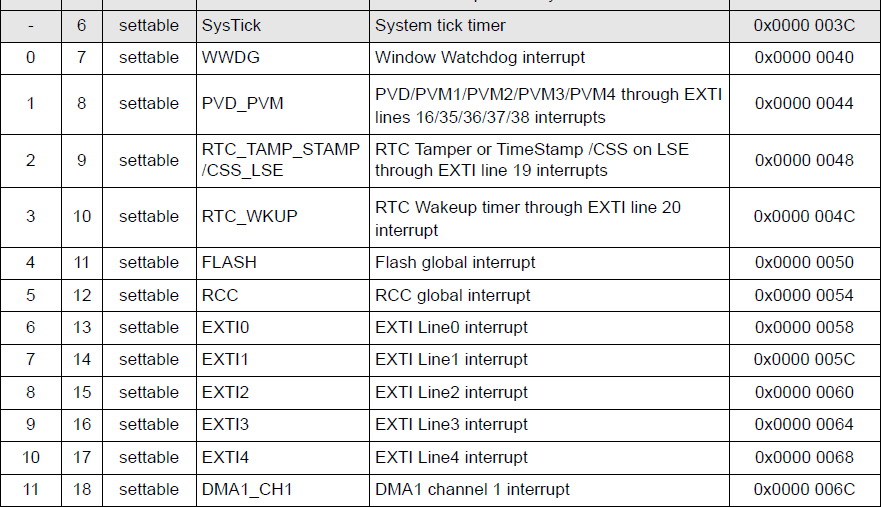 - 6 settable SysTick System tick timer 0x0000 003C
0 7 settable WWDG Window Watchdog interrupt 0x0000 0040
1 8 settable PVD_PVM PVD/PVM1/PVM2/PVM3/PVM4 through EXTI
lines 16/35/36/37/38 interrupts 0x0000 0044
2 9 settable RTC_TAMP_STAMP
/CSS_LSE RTC Tamper or TimeStamp /CSS on LSE
through EXTI line 19 interrupts 0x0000 0048
3 10 settable RTC_WKUP RTC Wakeup timer through EXTI line 20
interrupt 0x0000 004C
4 11 settable FLASH Flash global interrupt 0x0000 0050
5 12 settable RCC RCC global interrupt 0x0000 0054
6 13 settable EXTI0 EXTI Line0 interrupt 0x0000 0058
7 14 settable EXTI1 EXTI Line1 interrupt 0x0000 005C
8 15 settable EXTI2 EXTI Line2 interrupt 0x0000 0060
9 16 settable EXTI3 EXTI Line3 interrupt 0x0000 0064
10 17 settable EXTI4 EXTI Line4 interrupt 0x0000 0068
11 18 settable DMA1_CH1 DMA1 channel 1 interrupt 0x0000 006C